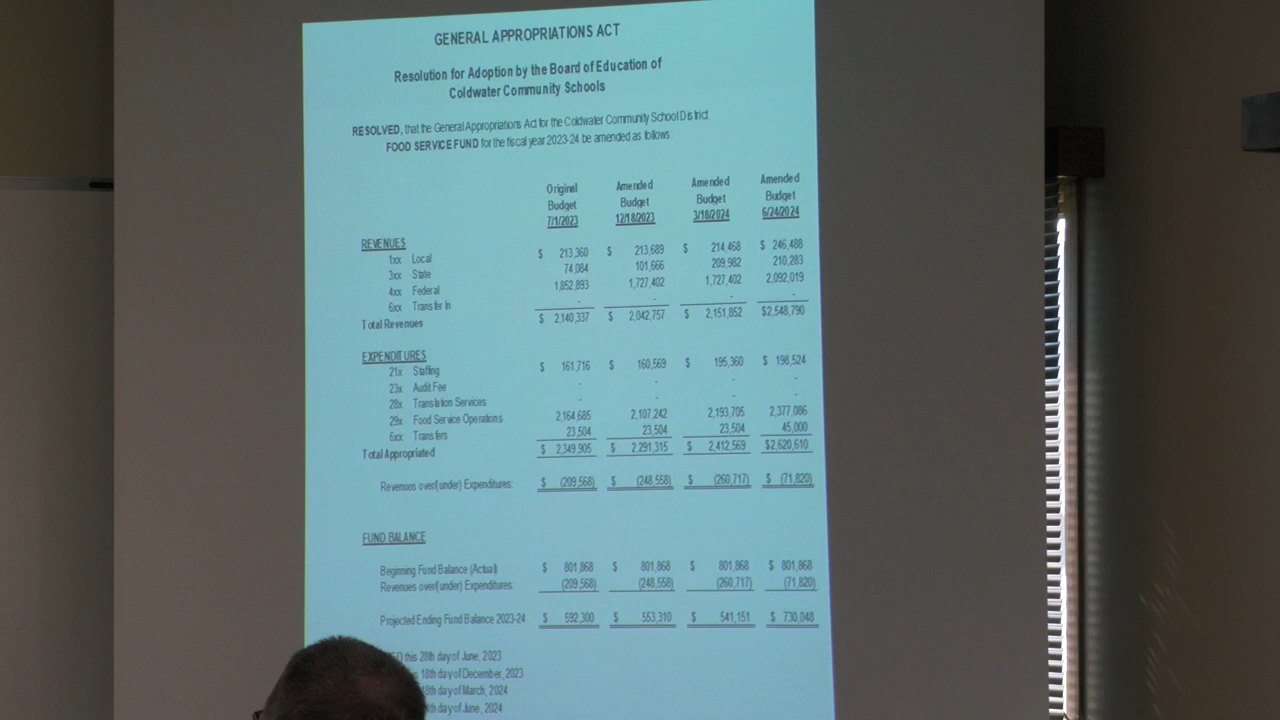 GENERAL APPROPRIATIONS ACT
Resolution for Adoption by the Board of Education of
Coldwater Community Schools
RESOLVED, that the General Appropriations Act for the Coldwater Community School District
FOOD SERVICE FUND for the fiscal year 2023-24 be amended as follows
Original Amended Amended Amended
Budget Budget Budget Budget
7/1/2023 12/18/2023 3/18/2024 6/24/2024
REVENUES
1xx Local $ 213,360 $ 213,689 $ 214,468 $ 246,488
3xx State 74,084 101,666 209,982 210,283
4xx Federal 1,852,893 1,727,402 1,727,402 2,092,019
6xx Transfer In - - - -
Total Revenues $ 2,140,337 $ 2,042,757 $ 2,151,852 $2,548,790
EXPENDITURES
21x Staffing $ 161,716 $ 160,569 $ 195,360 $ 198,524
23x Audit Fee - - - -
28x Translation Services - - - -
29x Food Service Operations 2,164,685 2,107,242 2,193,705 2,377,086
6xx Transfers 23,504 23,504 23,504 45,000
Total Appropriated $ 2,349,905 $ 2,291,315 $ 2,412,569 $2,620,610
Revenues over(under) Expenditures: $ (209,568) $ (248,558) $ (260,717) $ (71,820)
FUND BALANCE
Beginning Fund Balance (Actual) $ 801,868 $ 801,868 $ 801,868 $ 801,868
Revenues over(under) Expenditures: (209,568) (248,558) (260,717) (71,820)
Projected Ending Fund Balance 2023-24 $ 592,300 $ 553,310 $ 541,151 $ 730,048
this 26th day of June, 2023
18th day of December, 2023
18th day of March, 2024
day of June, 2024